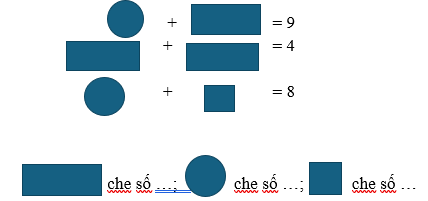 + = 9
+ = 4
+ = 8
che số …; che số …; che số …